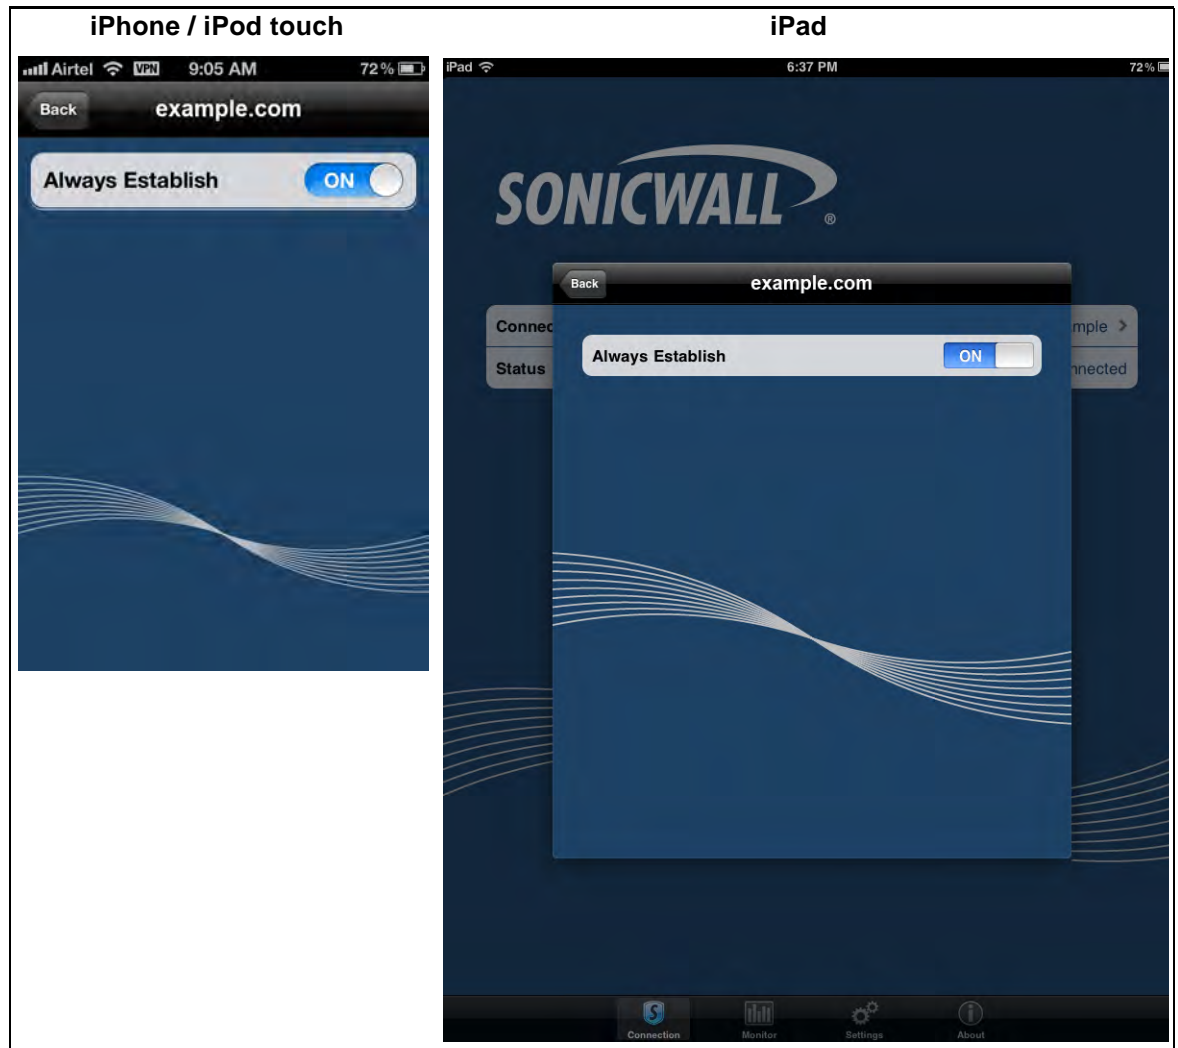 iPhone / iPod touch
iPad
Airtel VPN 9:05 AM 72%
Back example.com
Always Establish ON
iPad 6:37 PM 72%
SONICWALL®
Back example.com
Connec mple
Always Establish ON
Status nnected
Connection Monitor Settings About